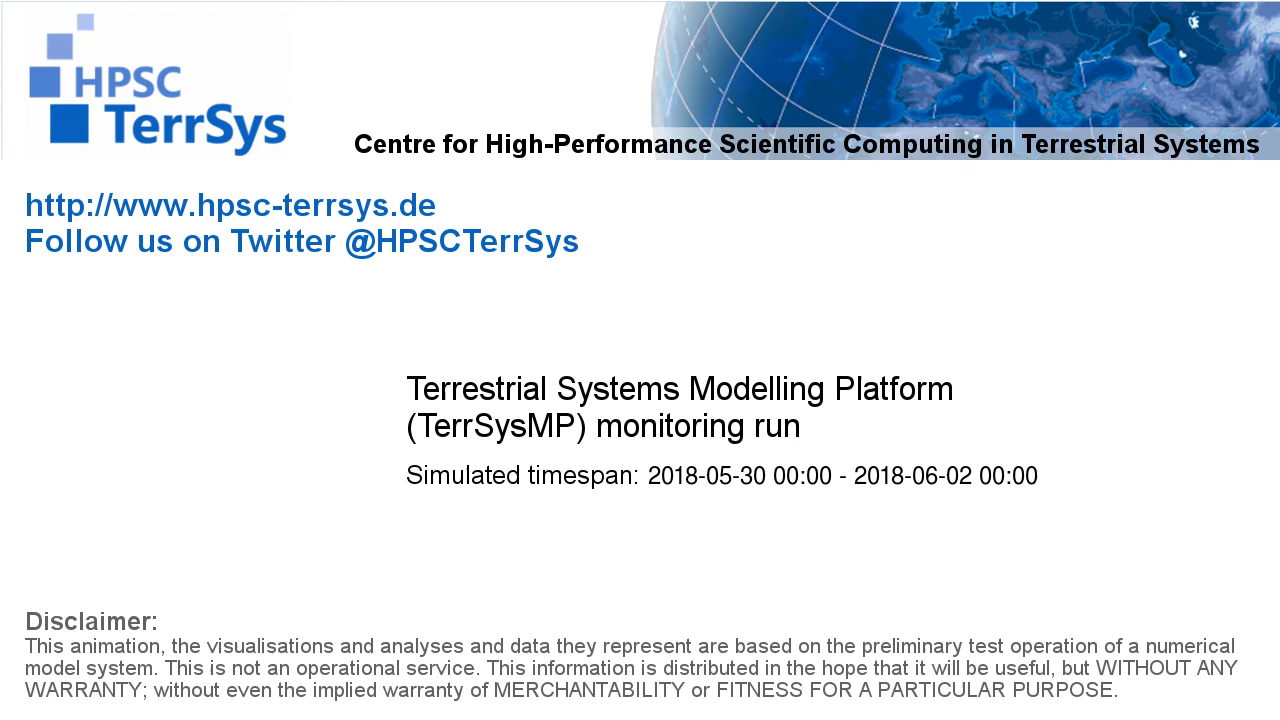 HPSC
TerrSys
Centre for High-Performance Scientific Computing in Terrestrial Systems
http://www.hpsc-terrsys.de
Follow us on Twitter @HPSCTerrSys
Terrestrial Systems Modelling Platform
(TerrSysMP) monitoring run
Simulated timespan: 2018-05-30 00:00 - 2018-06-02 00:00
Disclaimer:
This animation, the visualisations and analyses and data they represent are based on the preliminary test operation of a numerical
model system. This is not an operational service. This information is distributed in the hope that it will be useful, but WITHOUT ANY
WARRANTY; without even the implied warranty of MERCHANTABILITY or FITNESS FOR A PARTICULAR PURPOSE.